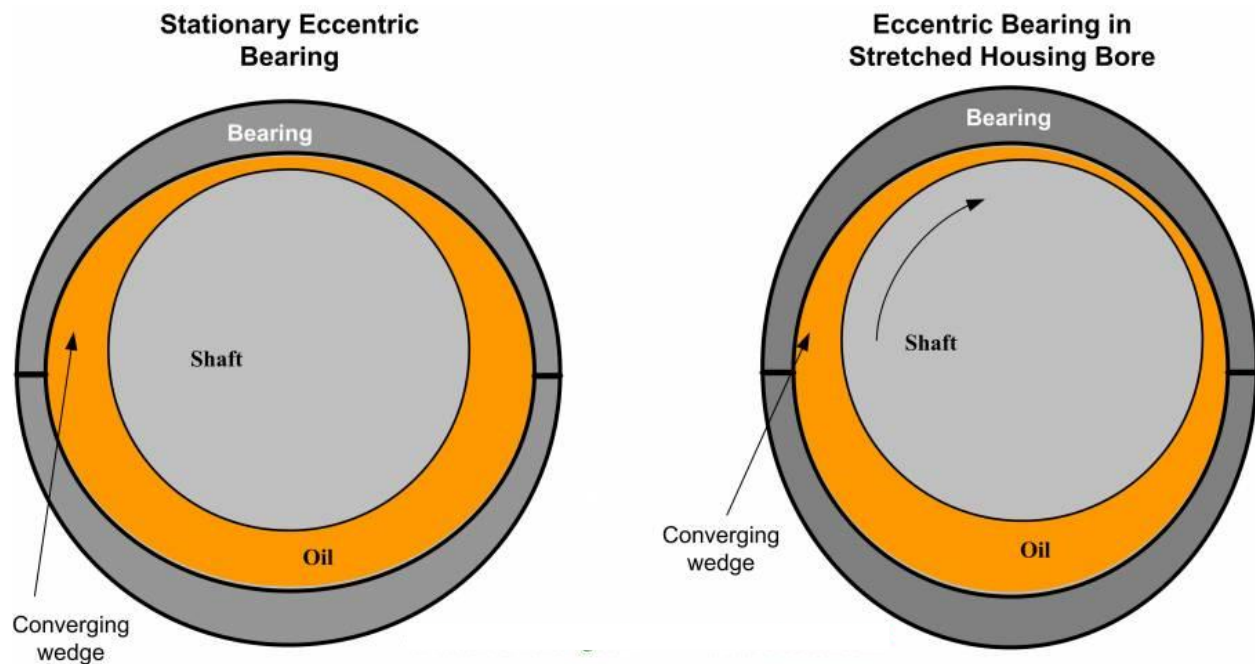 Stationary Eccentric
Bearing
Bearing
Shaft
Oil
Converging
wedge
Eccentric Bearing in
Stretched Housing Bore
Bearing
Shaft
Converging
wedge
Oil